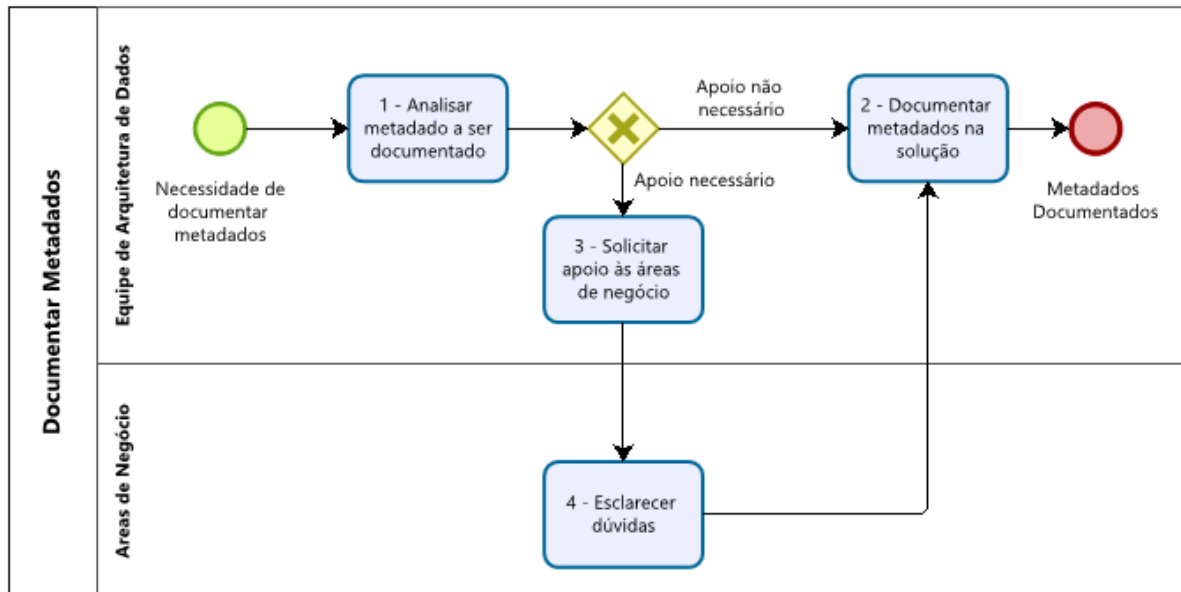 Documentar Metadados
Equipe de Arquitetura de Dados
Necessidade de
documentar
metadados
1 - Analisar
metadado a ser
documentado
Apoio não
necessário
Apoio necessário
2 - Documentar
metadados na
solução
Metadados
Documentados
3 - Solicitar
apoio às áreas
de negócio
Areas de Negócio
4 - Esclarecer
dúvidas